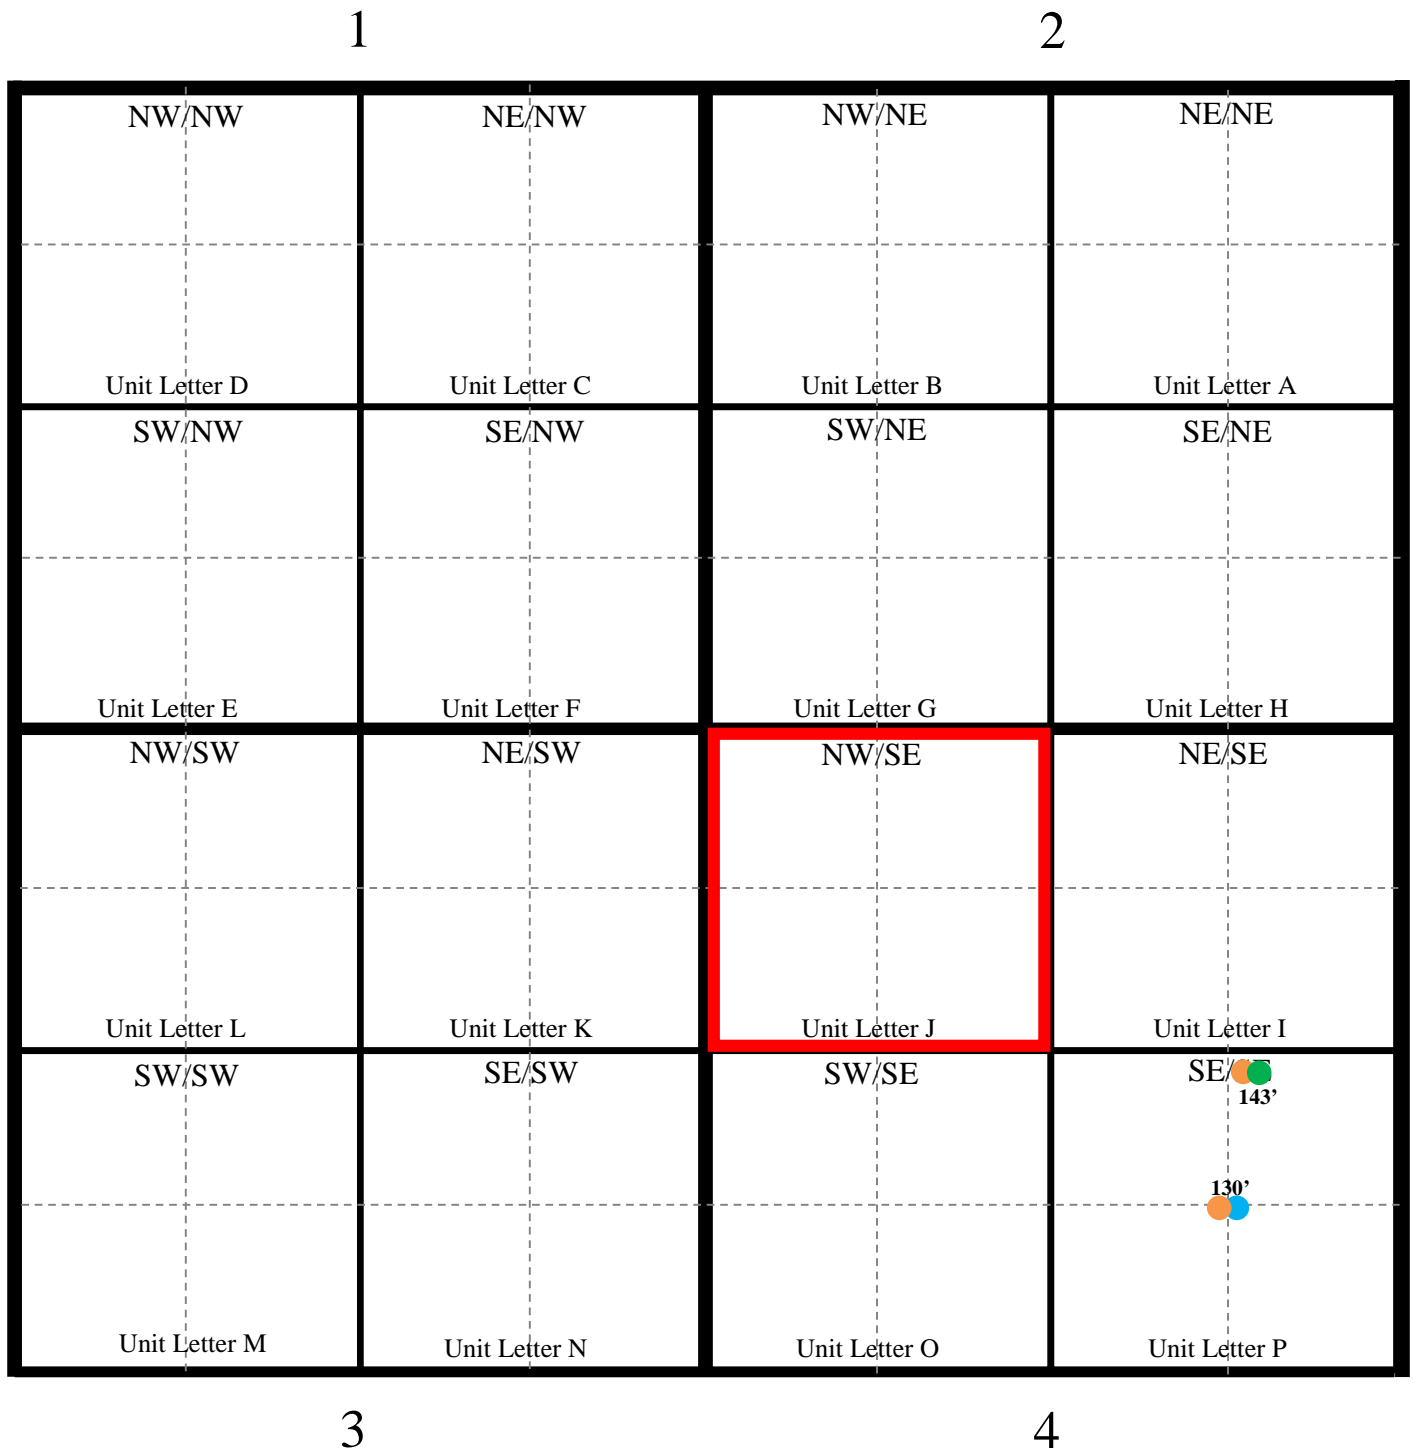 1 2
NW/NW NE/NW NW/NE NE/NE
Unit Letter D Unit Letter C Unit Letter B Unit Letter A
SW/NW SE/NW SW/NE SE/NE
Unit Letter E Unit Letter F Unit Letter G Unit Letter H
NW/SW NE/SW NW/SE NE/SE
Unit Letter L Unit Letter K Unit Letter J Unit Letter I
SW/SW SE/SW SW/SE SE/
143’
130’
Unit Letter M Unit Letter N Unit Letter O Unit Letter P
3 4